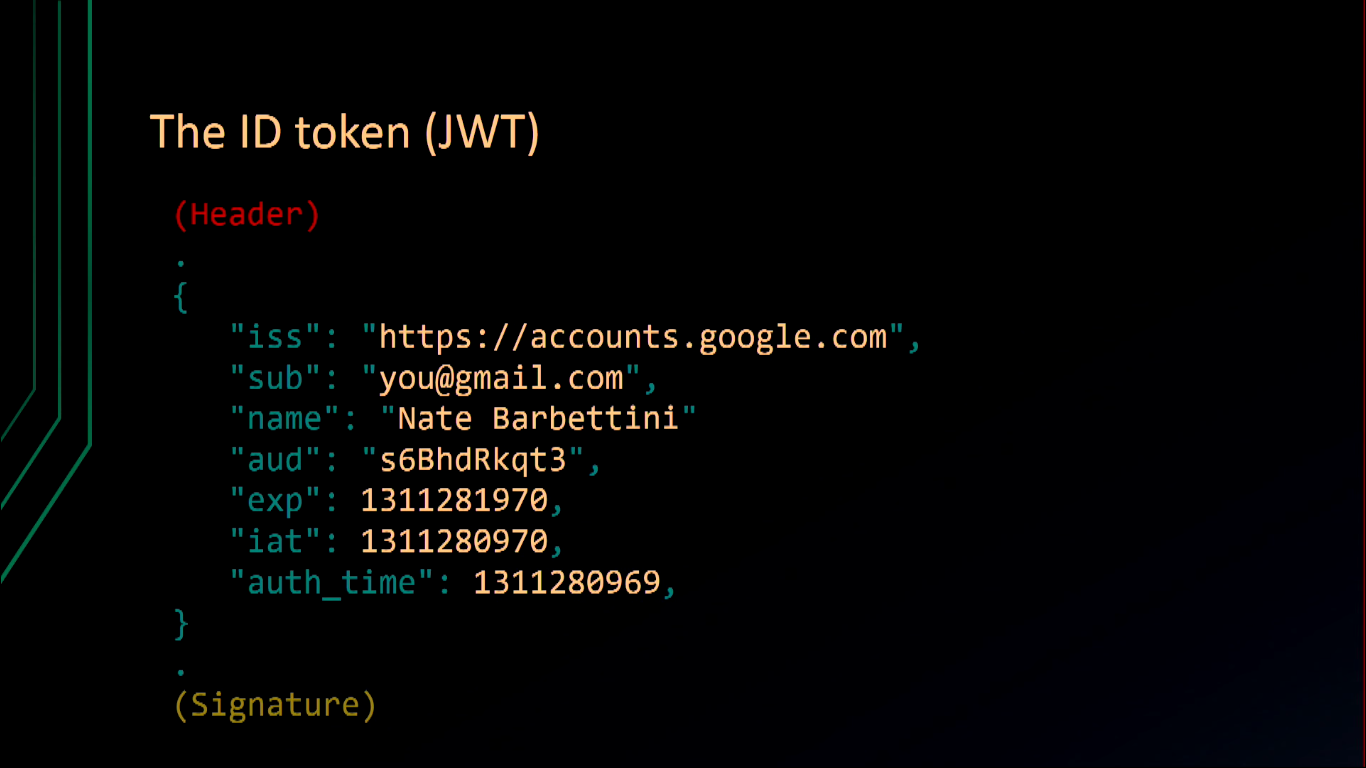 The ID token (JWT)
(Header)
.
{
"iss": "https://accounts.google.com",
"sub": "you@gmail.com",
"name": "Nate Barbettini"
"aud": "s6BhdRkqt3",
"exp": 1311281970,
"iat": 1311280970,
"auth_time": 1311280969,
}
.
(Signature)